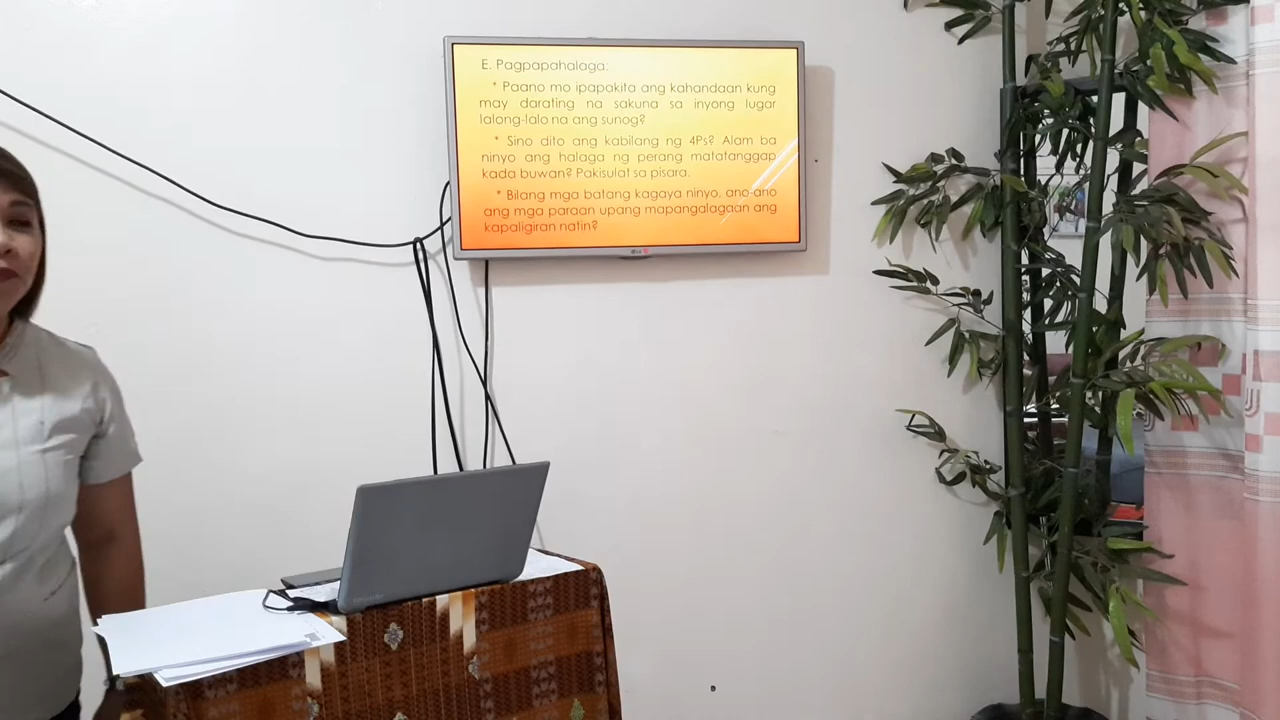 E. Pagpapahalaga:
* Paano mo ipapakita ang kahandaan kung
may darating na sakuna sa inyong lugar
lalong-lalo na ang sunog?
* Sino dito ang kabilang ng 4Ps? Alam ba
ninyo ang halaga ng perang matatanggap
kada buwan? Pakisulat sa pisara.
* Bilang mga batang kagaya ninyo, ano-ano
ang mga paraan upang mapangalagaan ang
kapaligiran natin?
LG